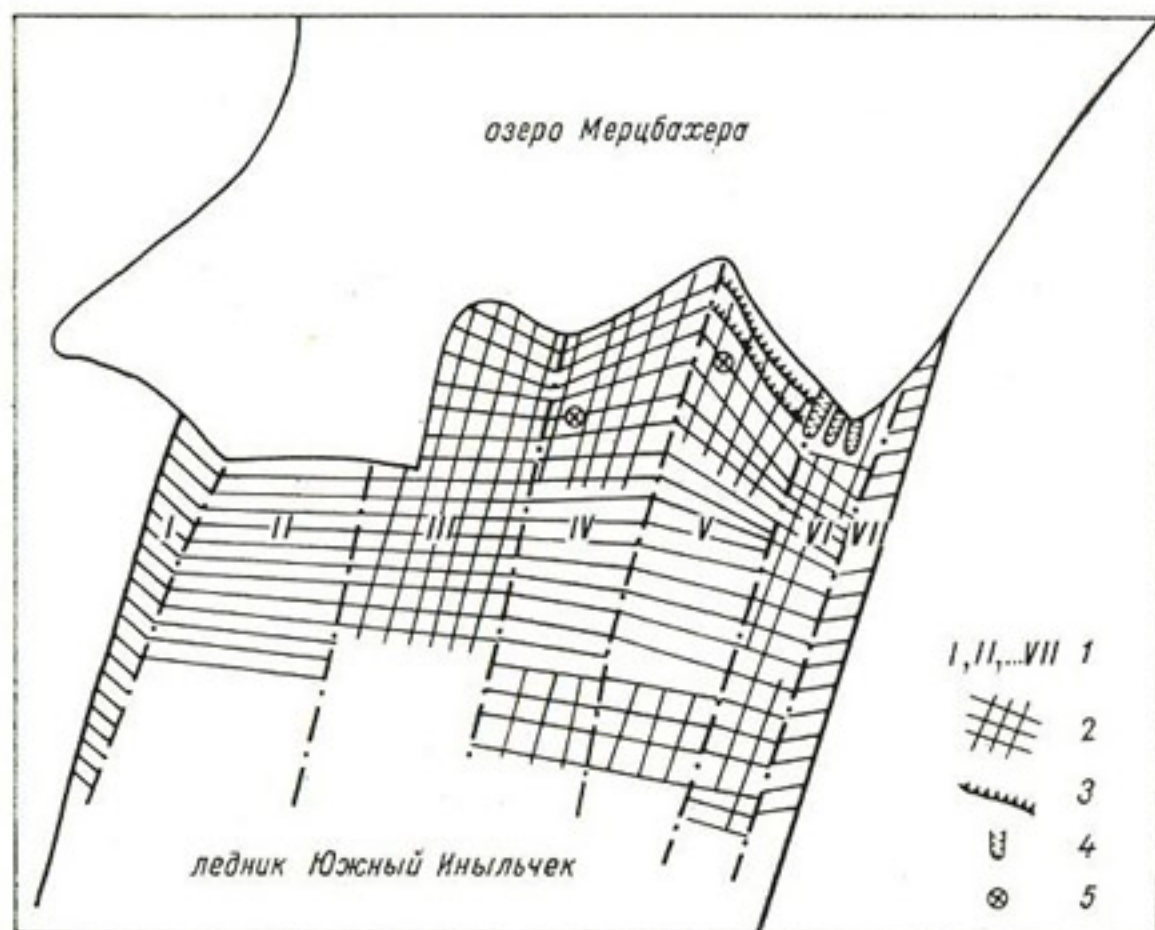 озеро Мерцбахера
I II III IV V VI VII
I, II,...VII 1
2
3
4
5
ледник Южный Иныльчек